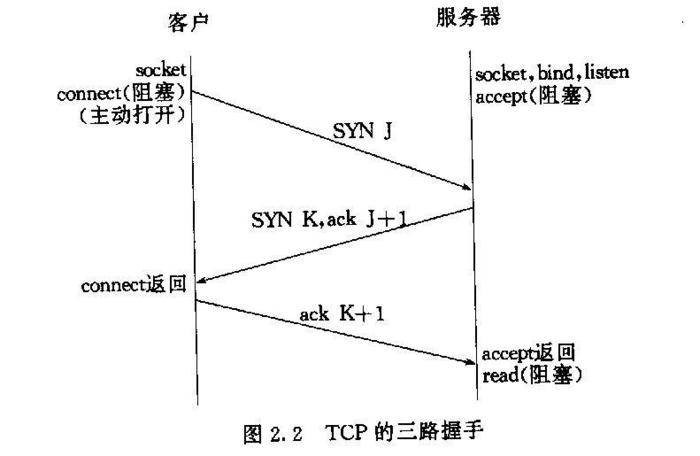 客户
服务器
socket
connect(阻塞)
(主动打开)
socket,bind,listen
accept(阻塞)
SYN J
SYN K,ack J+1
connect返回
ack K+1
accept返回
read(阻塞)
图 2.2 TCP 的三路握手